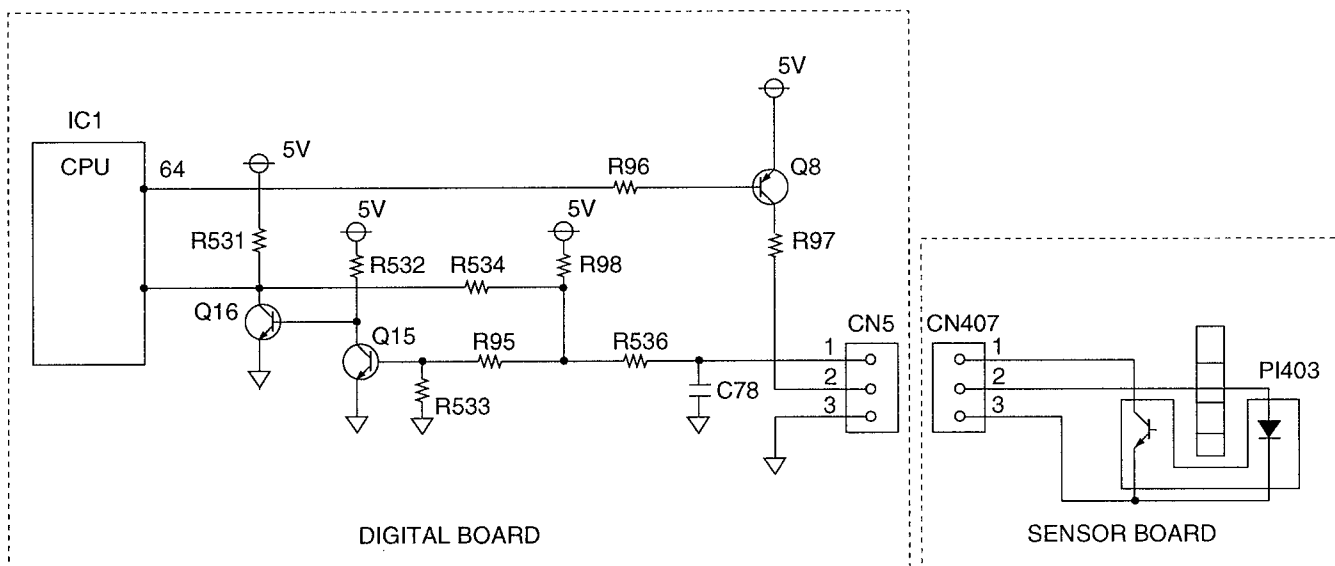 5V
IC1
CPU
64
5V
R96
Q8
5V
5V
R531
R532
R534
R98
R97
Q16
Q15
R95
R536
CN5
CN407
1
1
C78
2
2
PI403
R533
3
3
DIGITAL BOARD
SENSOR BOARD